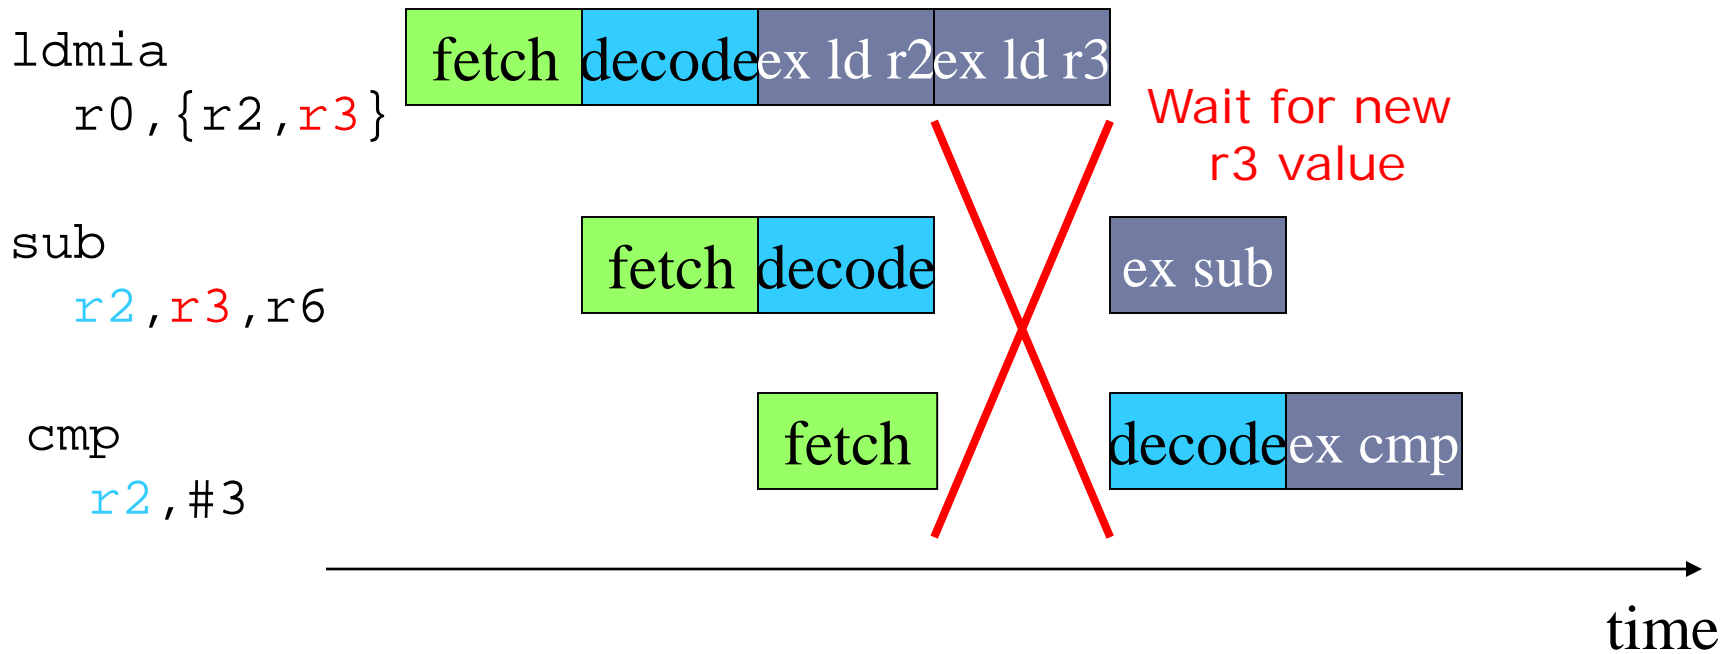 ldmia
r0,{r2,r3}
fetch decode ex ld r2 ex ld r3
Wait for new
r3 value
sub
r2,r3,r6
fetch decode ex sub
cmp
r2,#3
fetch decode ex cmp
time